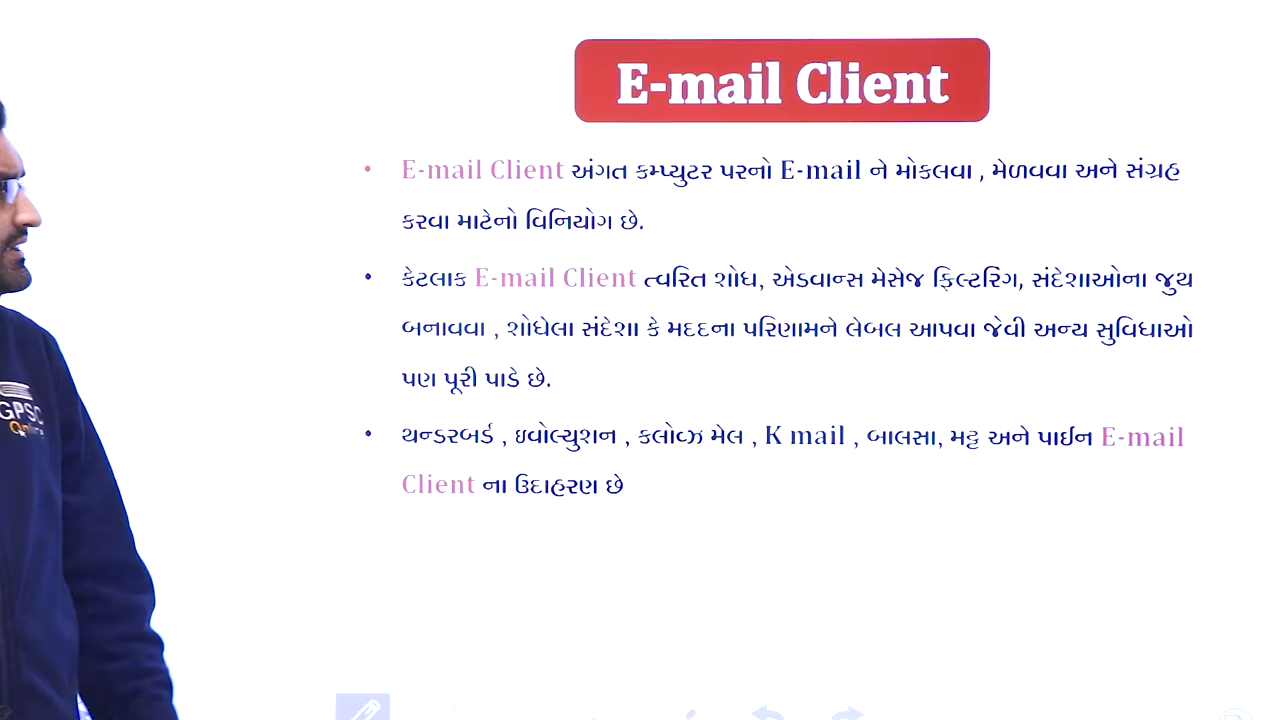 E-mail Client
• E-mail Client અંગત કમ્પ્યુટર પરનો E-mail ને મોકલવા , મેળવવા અને સંગ્રહ
કરવા માટેનો વિનિયોગ છે.
• કેટલાક E-mail Client ત્વરિત શોધ, એડવાન્સ મેસેજ ફિલ્ટરિંગ, સંદેશાઓના જુથ
બનાવવા , શોધેલા સંદેશા કે મદદના પરિણામને લેબલ આપવા જેવી અન્ય સુવિધાઓ
પણ પૂરી પાડે છે.
• થન્ડરબર્ડ , ઇવોલ્યુશન , કલોવ્ઝ મેલ , K mail , બાલસા, મટ્ટ અને પાઈન E-mail
Client ના ઉદાહરણ છે
GPSC